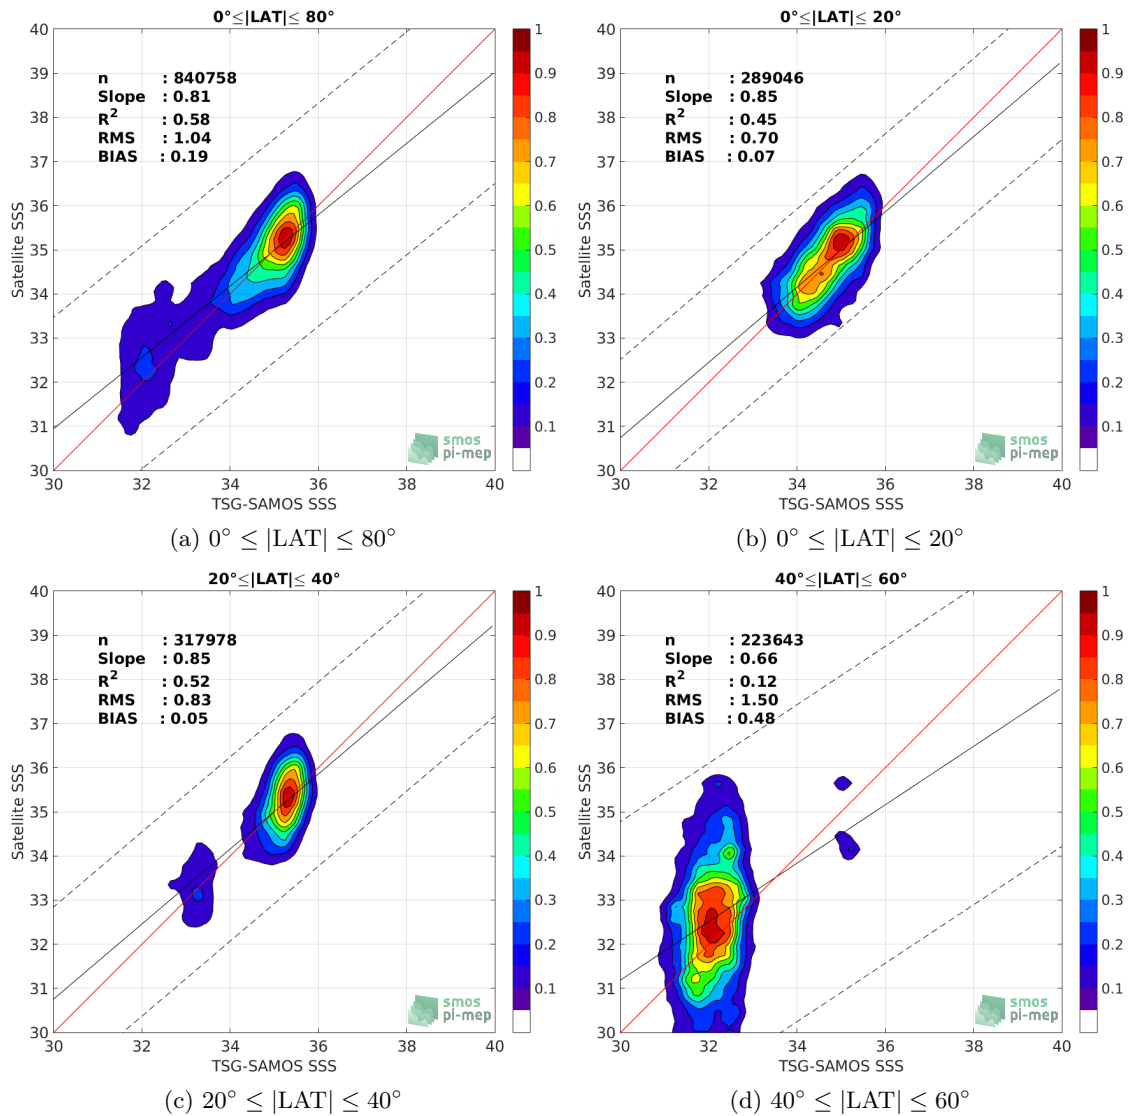 0°≤|LAT|≤ 80°
40
39
38
37
36
35
34
33
32
31
30
Satellite SSS
n : 840758
Slope : 0.81
R2 : 0.58
RMS : 1.04
BIAS : 0.19
smos
pi-mep
30 32 34 36 38 40
TSG-SAMOS SSS
1
0.9
0.8
0.7
0.6
0.5
0.4
0.3
0.2
0.1
(a) 0° ≤ |LAT| ≤ 80°
0°≤|LAT|≤ 20°
40
39
38
37
36
35
34
33
32
31
30
Satellite SSS
n : 289046
Slope : 0.85
R2 : 0.45
RMS : 0.70
BIAS : 0.07
smos
pi-mep
30 32 34 36 38 40
TSG-SAMOS SSS
1
0.9
0.8
0.7
0.6
0.5
0.4
0.3
0.2
0.1
(b) 0° ≤ |LAT| ≤ 20°
20°≤|LAT|≤ 40°
40
39
38
37
36
35
34
33
32
31
30
Satellite SSS
n : 317978
Slope : 0.85
R2 : 0.52
RMS : 0.83
BIAS : 0.05
smos
pi-mep
30 32 34 36 38 40
TSG-SAMOS SSS
1
0.9
0.8
0.7
0.6
0.5
0.4
0.3
0.2
0.1
(c) 20° ≤ |LAT| ≤ 40°
40°≤|LAT|≤ 60°
40
39
38
37
36
35
34
33
32
31
30
Satellite SSS
n : 223643
Slope : 0.66
R2 : 0.12
RMS : 1.50
BIAS : 0.48
smos
pi-mep
30 32 34 36 38 40
TSG-SAMOS SSS
1
0.9
0.8
0.7
0.6
0.5
0.4
0.3
0.2
0.1
(d) 40° ≤ |LAT| ≤ 60°